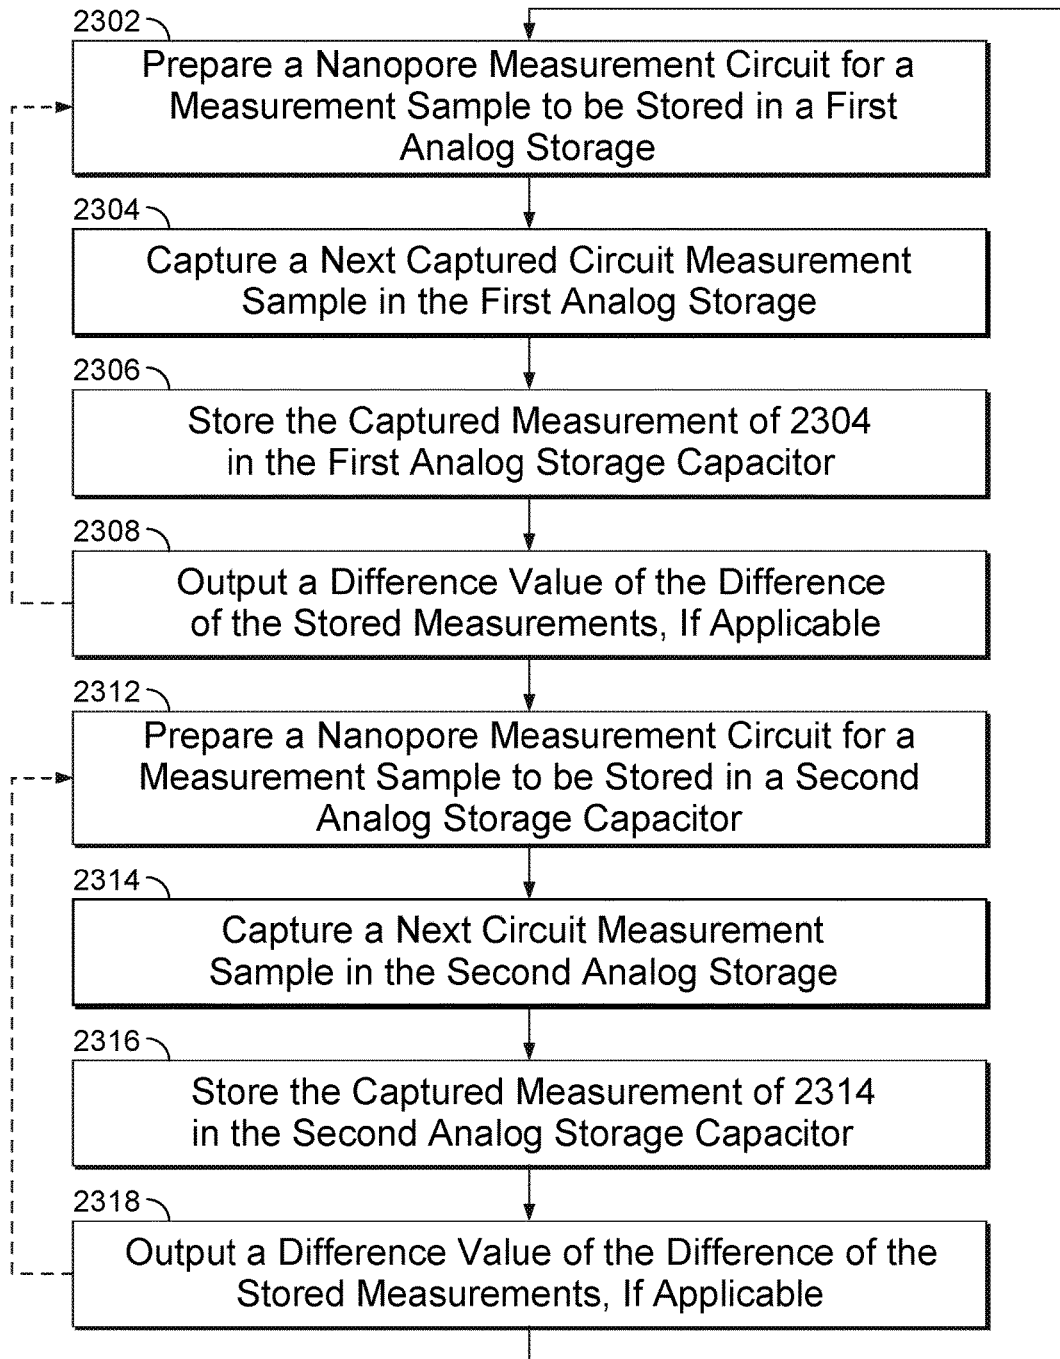 2302
Prepare a Nanopore Measurement Circuit for a
Measurement Sample to be Stored in a First
Analog Storage
2304
Capture a Next Captured Circuit Measurement
Sample in the First Analog Storage
2306
Store the Captured Measurement of 2304
in the First Analog Storage Capacitor
2308
Output a Difference Value of the Difference
of the Stored Measurements, If Applicable
2312
Prepare a Nanopore Measurement Circuit for a
Measurement Sample to be Stored in a Second
Analog Storage Capacitor
2314
Capture a Next Circuit Measurement
Sample in the Second Analog Storage
2316
Store the Captured Measurement of 2314
in the Second Analog Storage Capacitor
2318
Output a Difference Value of the Difference of the
Stored Measurements, If Applicable